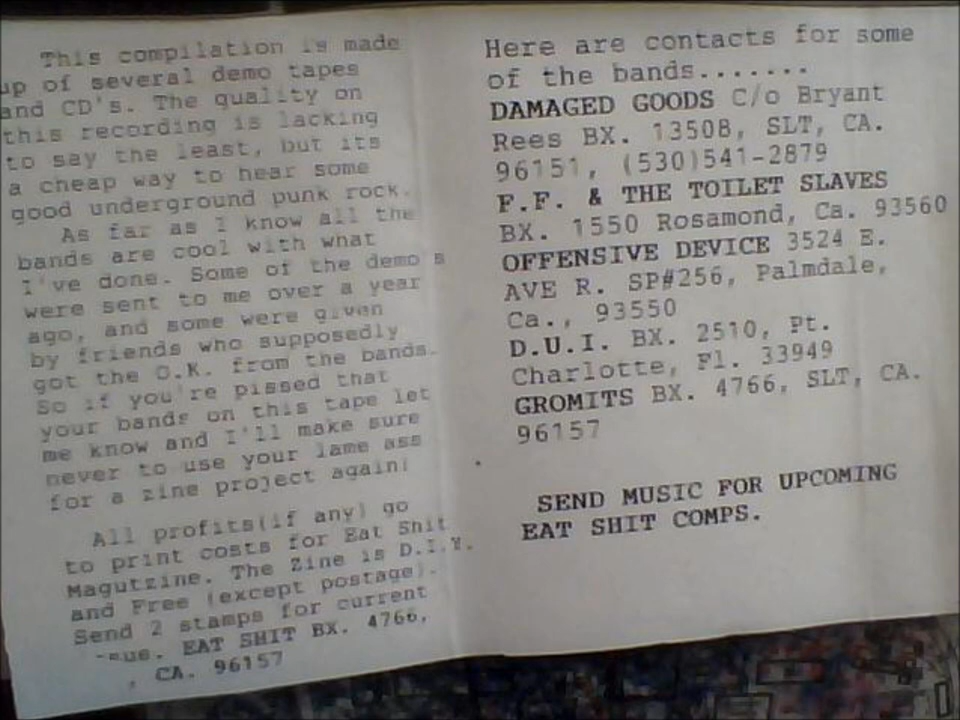 This compilation is made
up of several demo tapes
and CD's. The quality on
this recording is lacking
to say the least, but its
a cheap way to hear some
good underground punk rock.
As far as I know all the
bands are cool with what
I've done. Some of the demo's
were sent to me over a year
ago, and some were given
by friends who supposedly
got the O.K. from the bands.
So if you're pissed that
your bands on this tape let
me know and I'll make sure
never to use your lame ass
for a zine project again!
All profits(if any) go
to print costs for Eat Shit
Magutzine. The Zine is D.I.Y.
and Free (except postage).
Send 2 stamps for current
EAT SHIT BX. 4766,
, CA. 96157
Here are contacts for some
of the bands.......
DAMAGED GOODS C/o Bryant
Rees BX. 13508, SLT, CA.
96151, (530)541-2879
F.F. & THE TOILET SLAVES
BX. 1550 Rosamond, Ca. 93560
OFFENSIVE DEVICE 3524 E.
AVE R. SP#256, Palmdale,
Ca., 93550
D.U.I. BX. 2510, Pt.
Charlotte, Fl. 33949
GROMITS BX. 4766, SLT, CA.
96157
SEND MUSIC FOR UPCOMING
EAT SHIT COMPS.